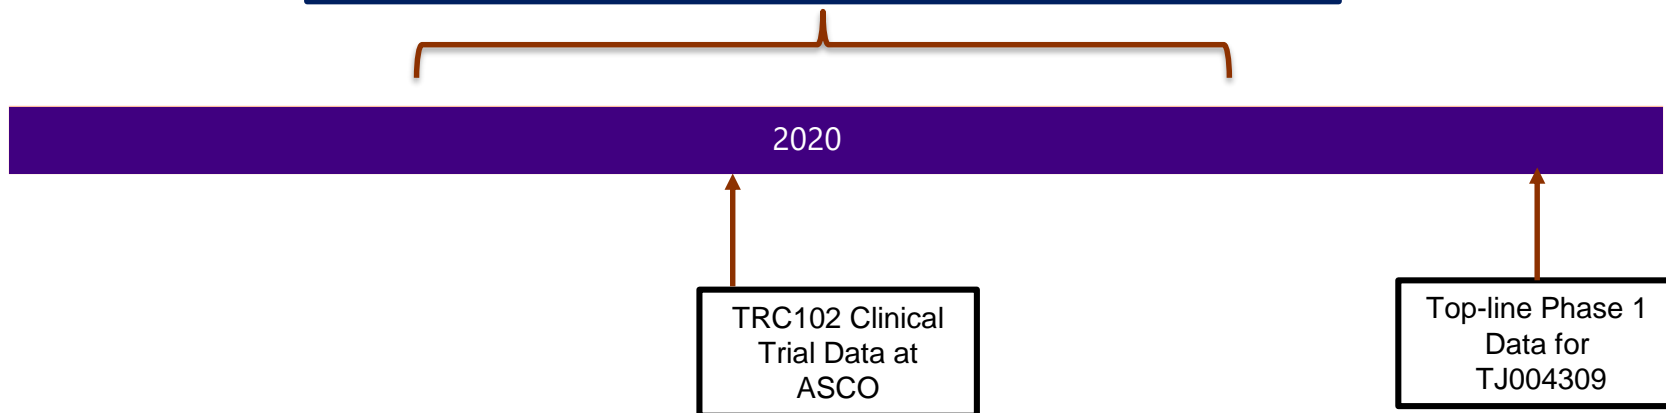 2020
TRC102 Clinical
Trial Data at
ASCO
Top-line Phase 1
Data for
TJ004309